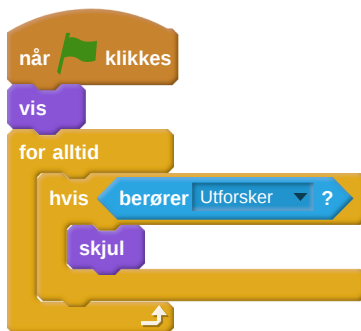 når klikkes
vis
for alltid
hvis berører Utforsker ?
skjul